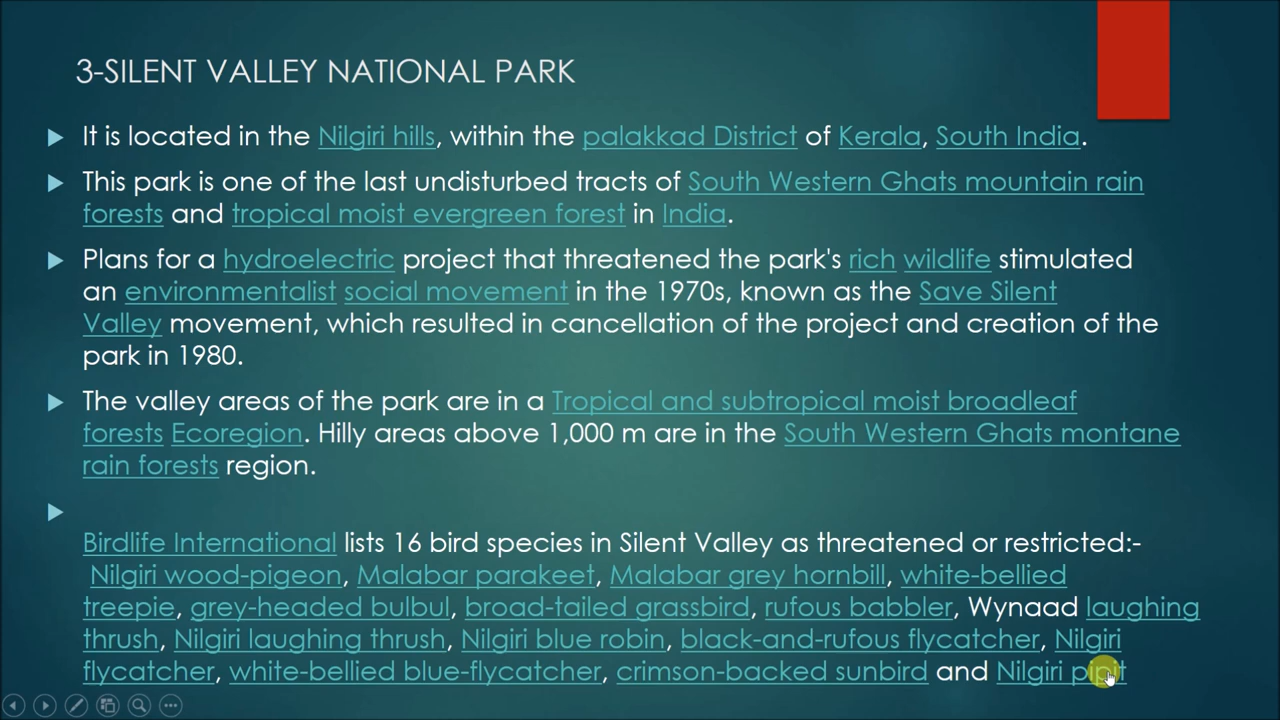 3-SILENT VALLEY NATIONAL PARK
It is located in the Nilgiri hills, within the palakkad District of Kerala, South India.
This park is one of the last undisturbed tracts of South Western Ghats mountain rain
forests and tropical moist evergreen forest in India.
Plans for a hydroelectric project that threatened the park's rich wildlife stimulated
an environmentalist social movement in the 1970s, known as the Save Silent
Valley movement, which resulted in cancellation of the project and creation of the
park in 1980.
The valley areas of the park are in a Tropical and subtropical moist broadleaf
forests Ecoregion. Hilly areas above 1,000 m are in the South Western Ghats montane
rain forests region.
Birdlife International lists 16 bird species in Silent Valley as threatened or restricted:-
Nilgiri wood-pigeon, Malabar parakeet, Malabar grey hornbill, white-bellied
treepie, grey-headed bulbul, broad-tailed grassbird, rufous babbler, Wynaad laughing
thrush, Nilgiri laughing thrush, Nilgiri blue robin, black-and-rufous flycatcher, Nilgiri
flycatcher, white-bellied blue-flycatcher, crimson-backed sunbird and Nilgiri pipit